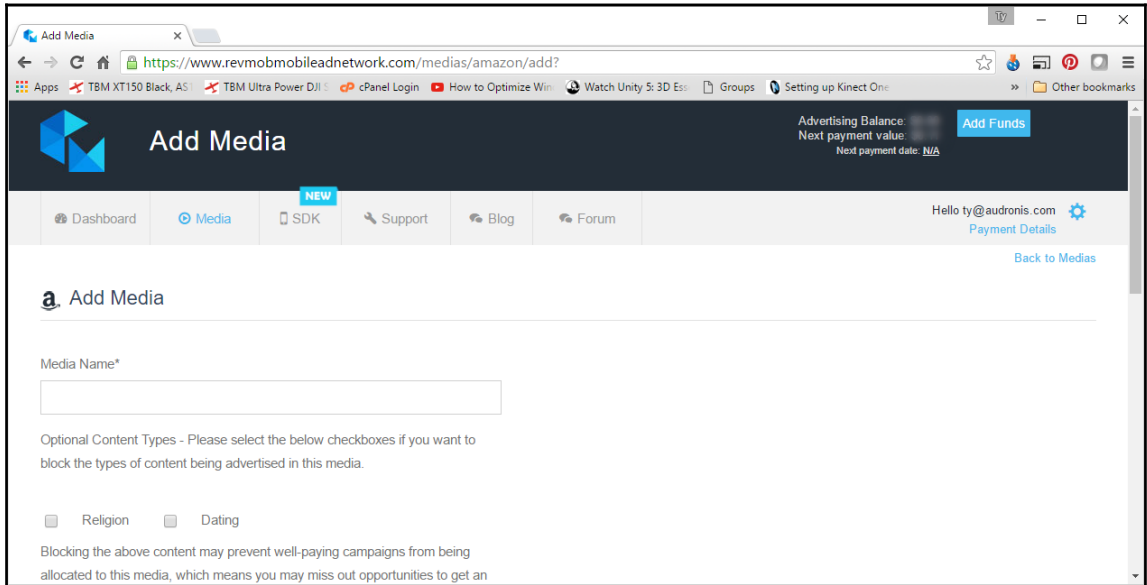 Ty
Add Media
https://www.revmobmobileadnetwork.com/medias/amazon/add?
Apps TBM XT150 Black, AS TBM Ultra Power DJI S cPanel Login How to Optimize Win Watch Unity 5: 3D Ess Groups Setting up Kinect One » Other bookmarks
Add Media
Advertising Balance:
Next payment value:
Next payment date: N/A
Add Funds
NEW
Dashboard Media SDK Support Blog Forum
Hello ty@audronis.com
Payment Details
Back to Medias
a Add Media
Media Name*
Optional Content Types - Please select the below checkboxes if you want to
block the types of content being advertised in this media.
Religion Dating
Blocking the above content may prevent well-paying campaigns from being
allocated to this media, which means you may miss out opportunities to get an